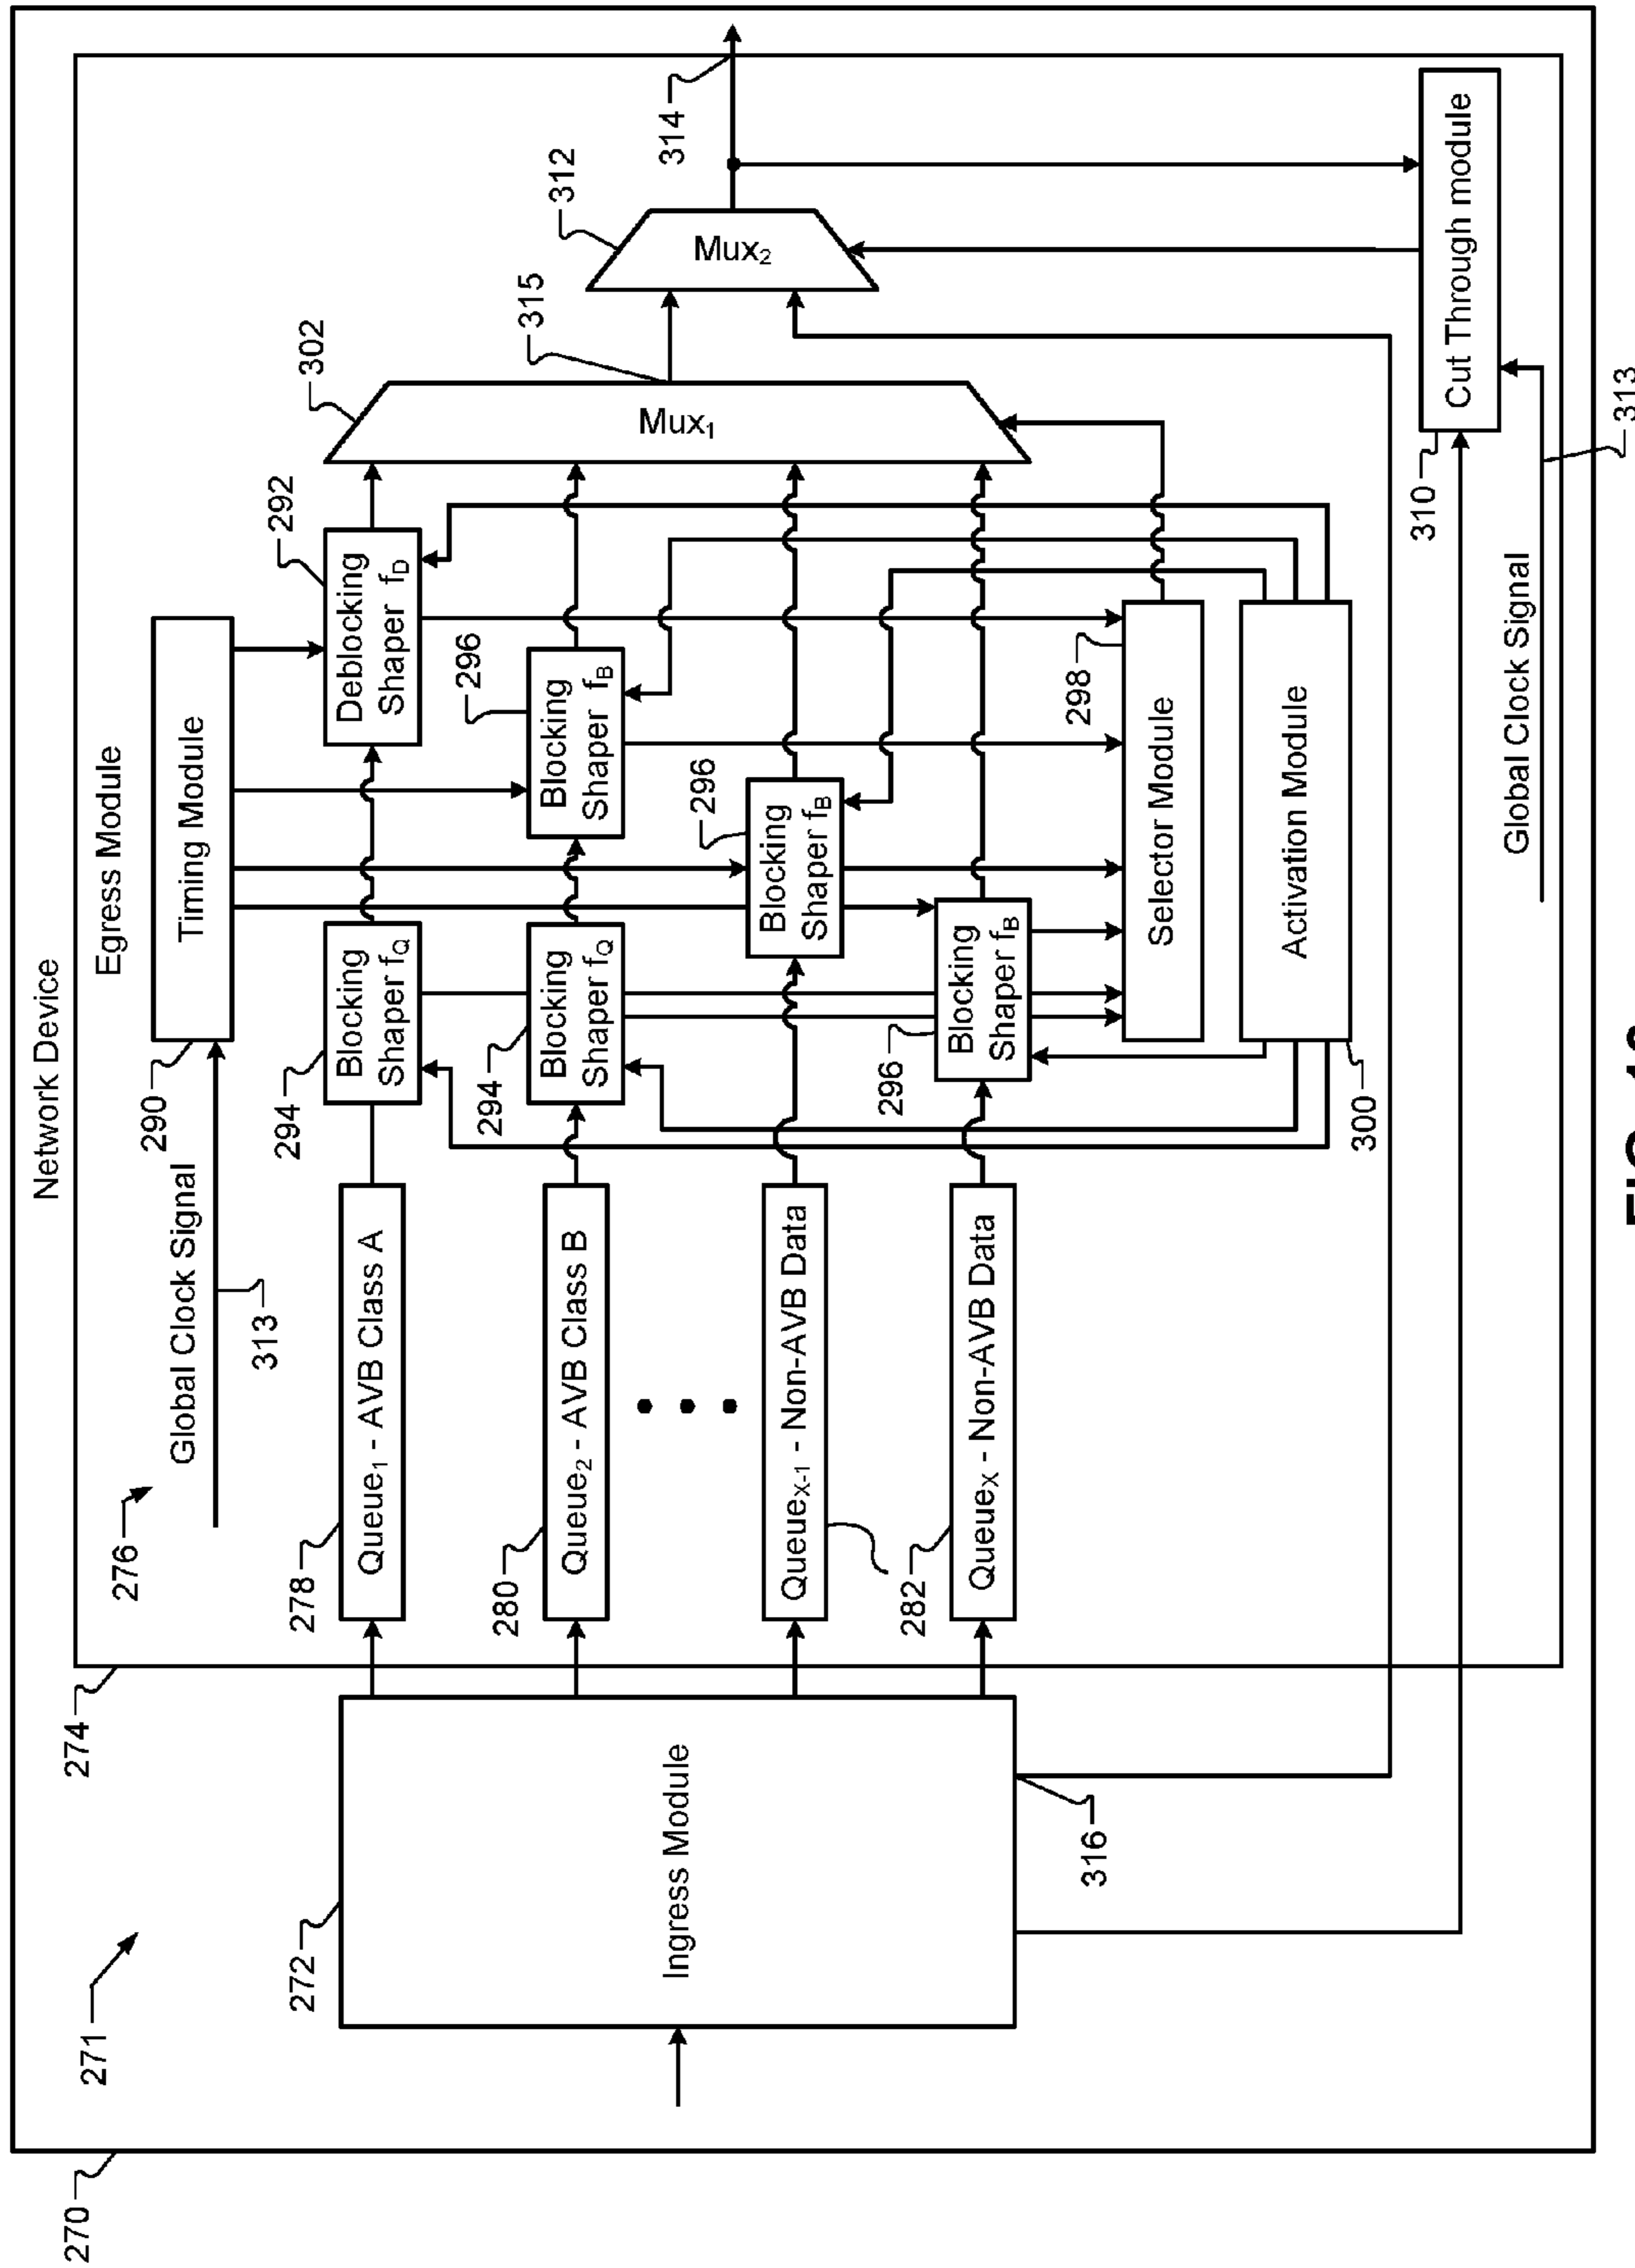 Network Device
Egress Module
270
271
274
276
Global Clock Signal
313
290
Timing Module
272
Ingress Module
278
Queue1 - AVB Class A
294
Blocking
Shaper fQ
292
Deblocking
Shaper fD
302
280
Queue2 - AVB Class B
294
Blocking
Shaper fQ
296
Blocking
Shaper fB
315
312
314
Mux1
Mux2
QueueX-1 - Non-AVB Data
296
Blocking
Shaper fB
282
QueueX - Non-AVB Data
296
Blocking
Shaper fB
298
Selector Module
316
300
Activation Module
310
Cut Through module
Global Clock Signal
313